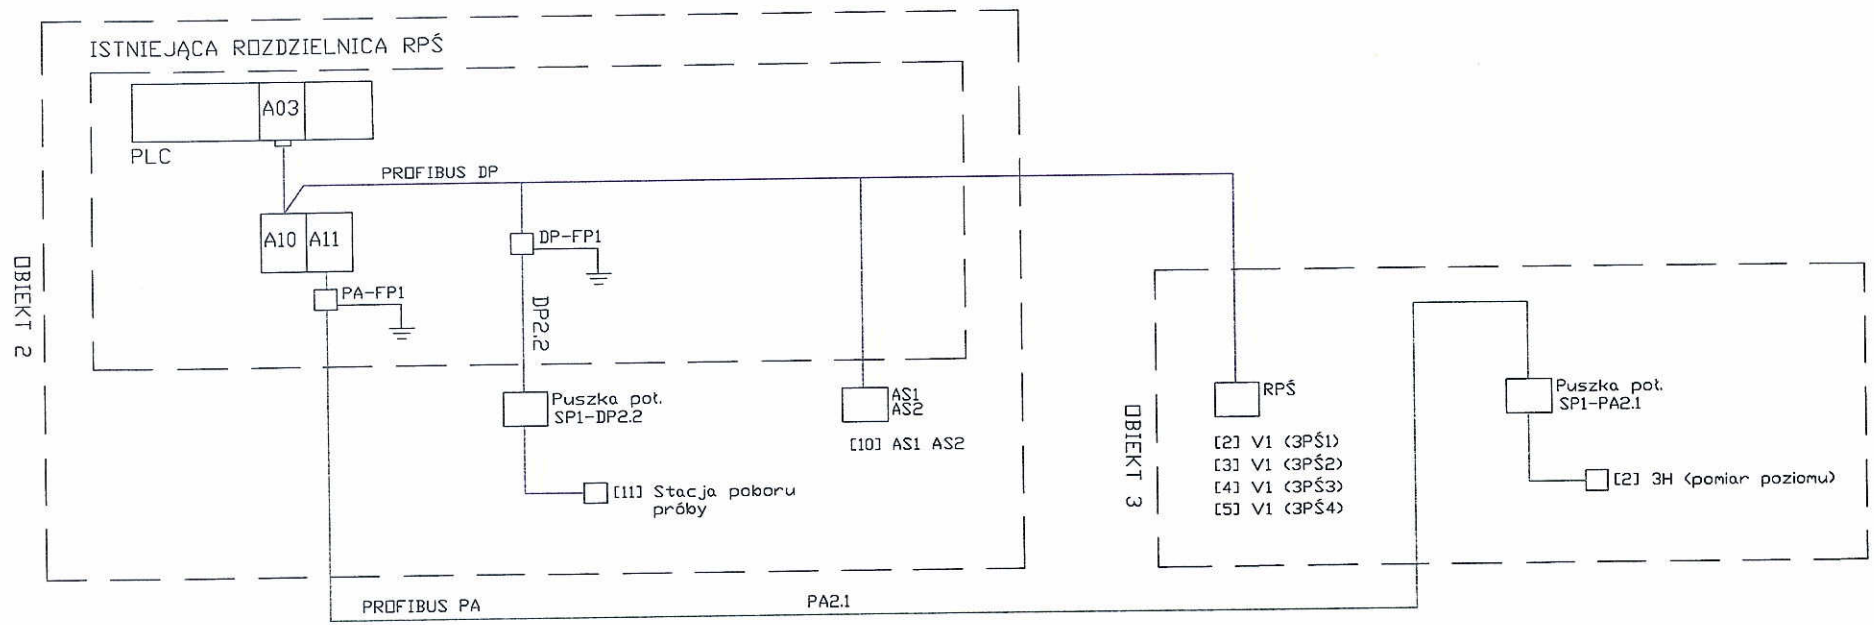 ISTNIEJĄCA ROZDZIELNICA RPŚ
A03
PLC
PROFIBUS DP
A10 A11
DP-FP1
PA-FP1
DP2.2
OBIEKT 2
Puszka poł.
SP1-DP2.2
AS1
AS2
[10] AS1 AS2
[11] Stacja poboru
próby
OBIEKT 3
RPŚ
[2] V1 (3PŚ1)
[3] V1 (3PŚ2)
[4] V1 (3PŚ3)
[5] V1 (3PŚ4)
Puszka poł.
SP1-PA2.1
[2] 3H (pomiar poziomu)
PROFIBUS PA
PA2.1